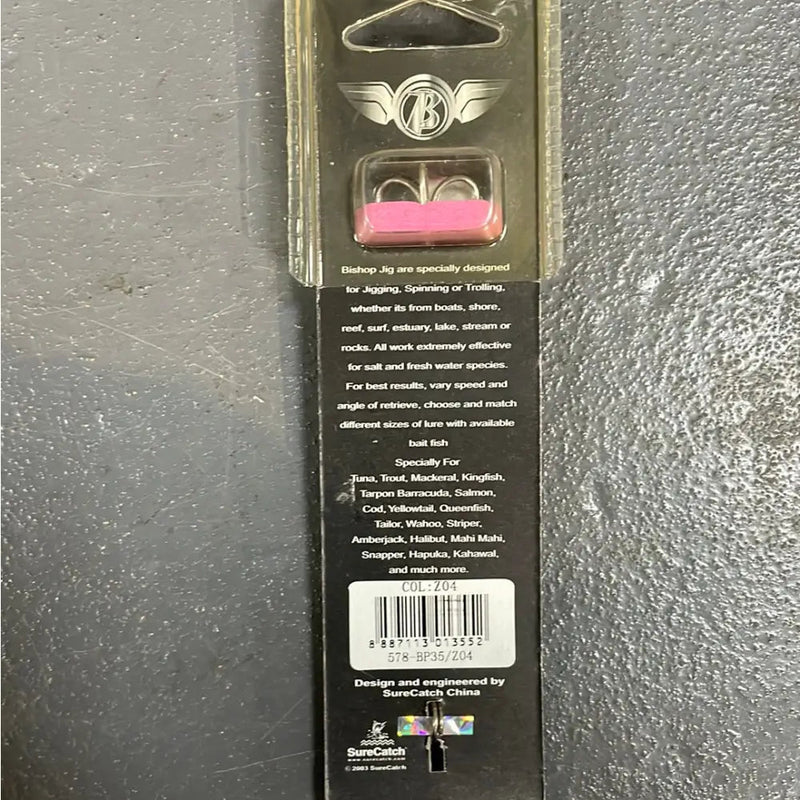 B
Bishop Jig are specially designed
for Jigging, Spinning or Trolling,
whether its from boats, shore,
reef, surf, estuary, lake, stream or
rocks. All work extremely effective
for salt and fresh water species.
For best results, vary speed and
angle of retrieve, choose and match
different sizes of lure with available
bait fish
Specially For
Tuna, Trout, Mackeral, Kingfish,
Tarpon Barracuda, Salmon,
Cod, Yellowtail, Queenfish,
Tailor, Wahoo, Striper,
Amberjack, Halibut, Mahi Mahi,
Snapper, Hapuka, Kahawal,
and much more.
COL:Z04
8 887113 013552
578-BP35/Z04
Design and engineered by
SureCatch China
SureCatch
www.surecatch.com
© 2003 SureCatch